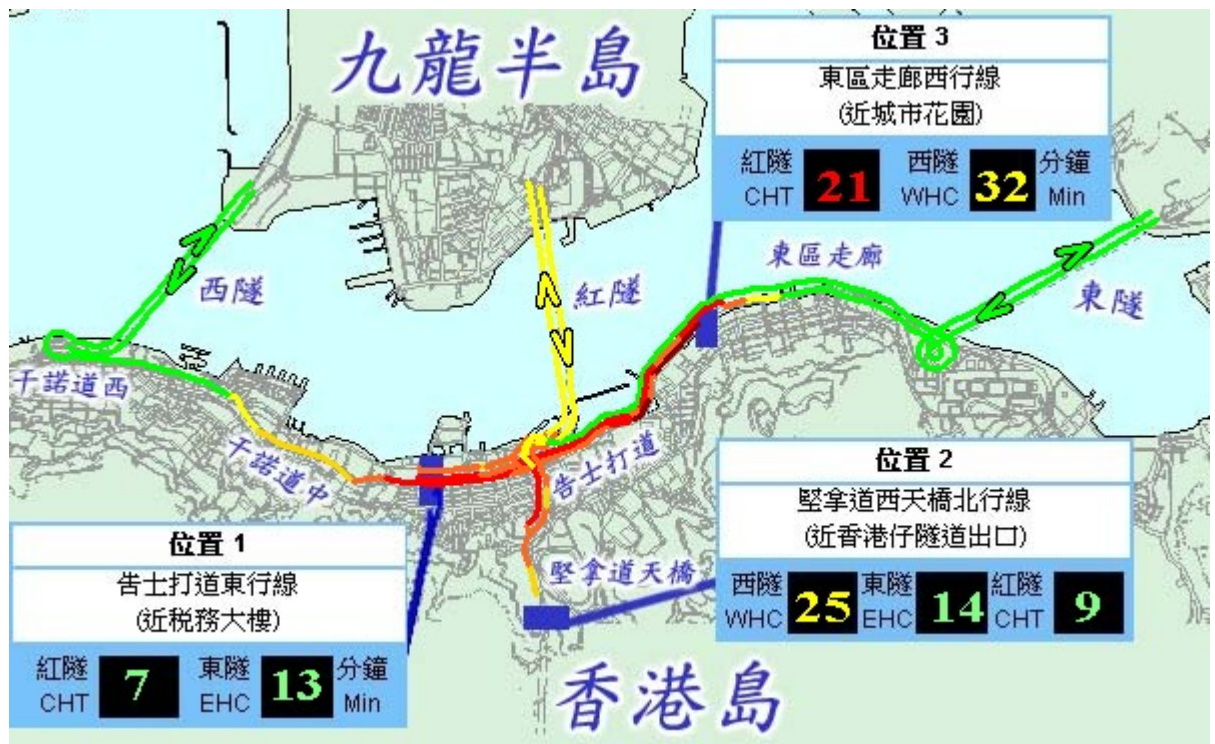 九龍半島
位置 3
東區走廊西行線
(近城市花園)
紅隧 CHT 21 西隧 WHC 32 分鐘 Min
東區走廊
西隧
紅隧
東隧
干諾道西
干諾道中
告士打道
位置 2
堅拿道西天橋北行線
(近香港仔隧道出口)
西隧 WHC 25 東隧 EHC 14 紅隧 CHT 9
位置 1
告士打道東行線
(近稅務大樓)
紅隧 CHT 7 東隧 EHC 13 分鐘 Min
堅拿道天橋
香港島